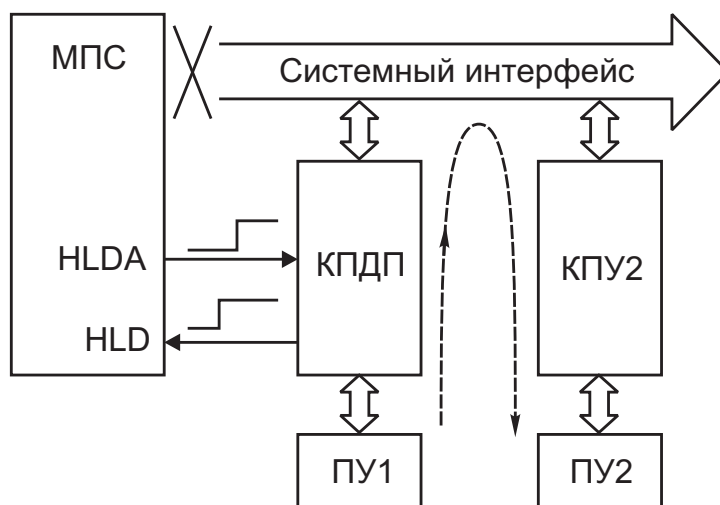 МПС
Системный интерфейс
HLDA
КПДП
КПУ2
HLD
ПУ1
ПУ2